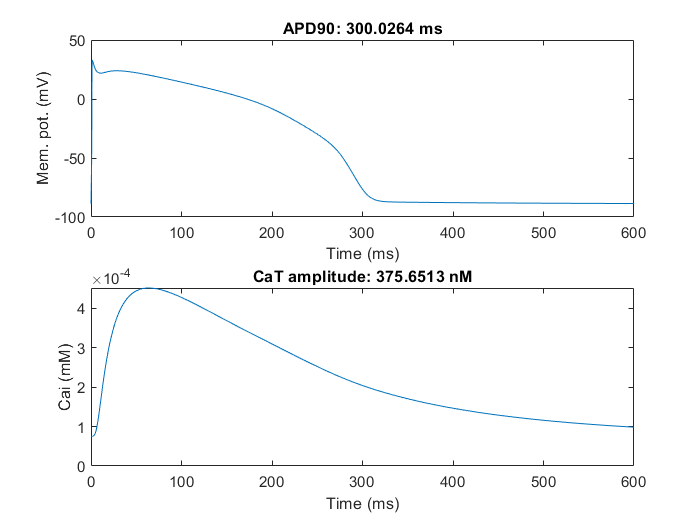 APD90: 300.0264 ms
50
0
-50
-100
Mem. pot. (mV)
0 100 200 300 400 500 600
Time (ms)
CaT amplitude: 375.6513 nM
×10-4
4
3
2
1
0
Cai (mM)
0 100 200 300 400 500 600
Time (ms)